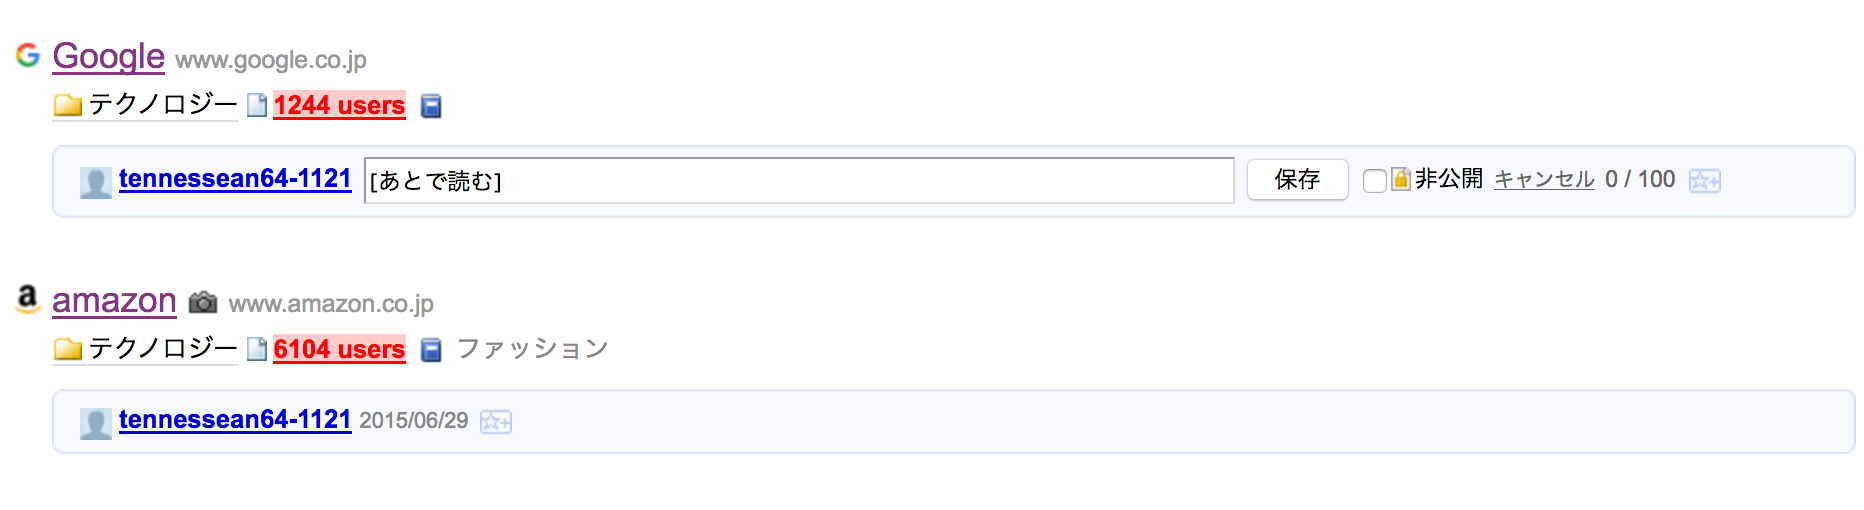 Google www.google.co.jp
テクノロジー 1244 users
tennessean64-1121 [あとで読む] 保存 非公開 キャンセル 0 / 100
amazon www.amazon.co.jp
テクノロジー 6104 users ファッション
tennessean64-1121 2015/06/29